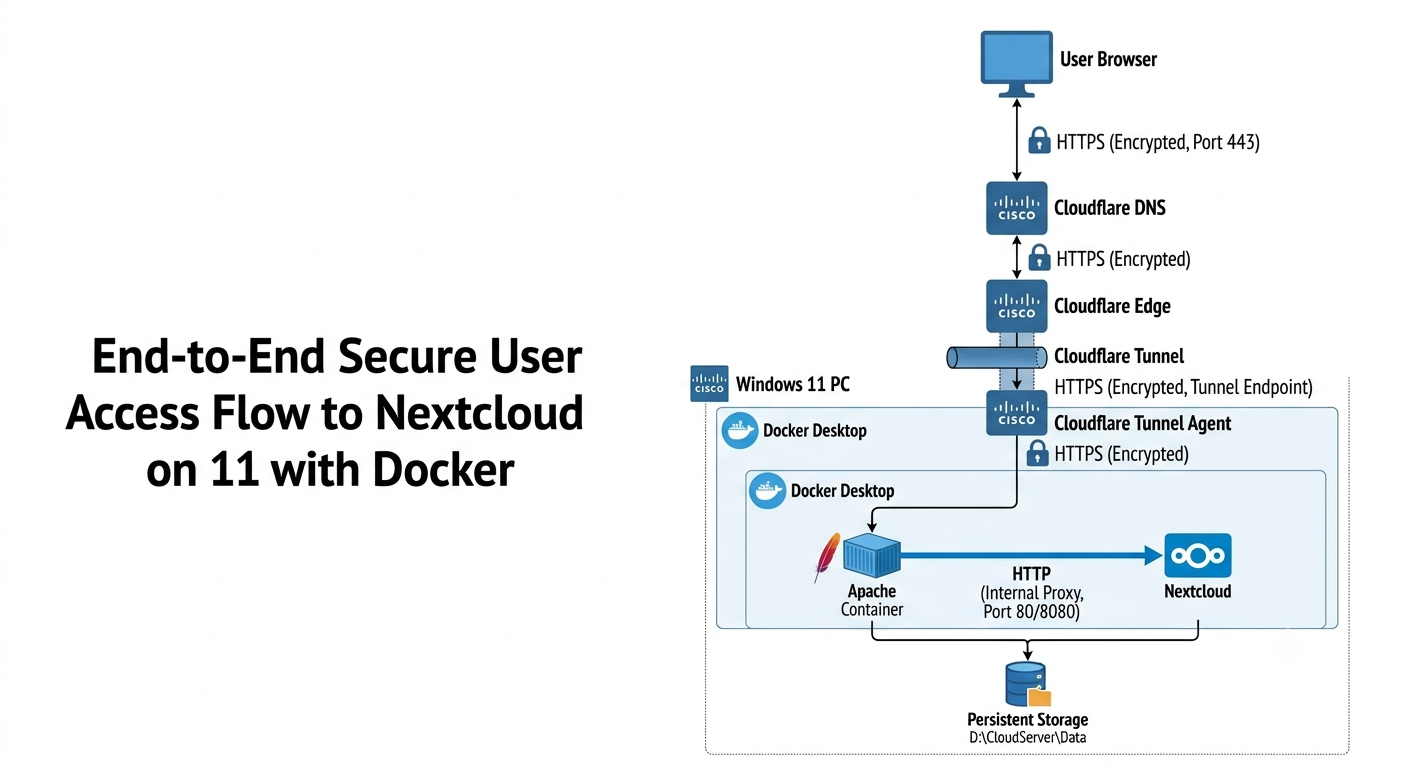 End-to-End Secure User
Access Flow to Nextcloud
on 11 with Docker
User Browser
HTTPS (Encrypted, Port 443)
CISCO
Cloudflare DNS
HTTPS (Encrypted)
CISCO
Cloudflare Edge
Cloudflare Tunnel
CISCO
Windows 11 PC
HTTPS (Encrypted, Tunnel Endpoint)
CISCO
Cloudflare Tunnel Agent
Docker Desktop
HTTPS (Encrypted)
Docker Desktop
Apache
Container
HTTP
(Internal Proxy,
Port 80/8080)
Nextcloud
Persistent Storage
D:\CloudServer\Data